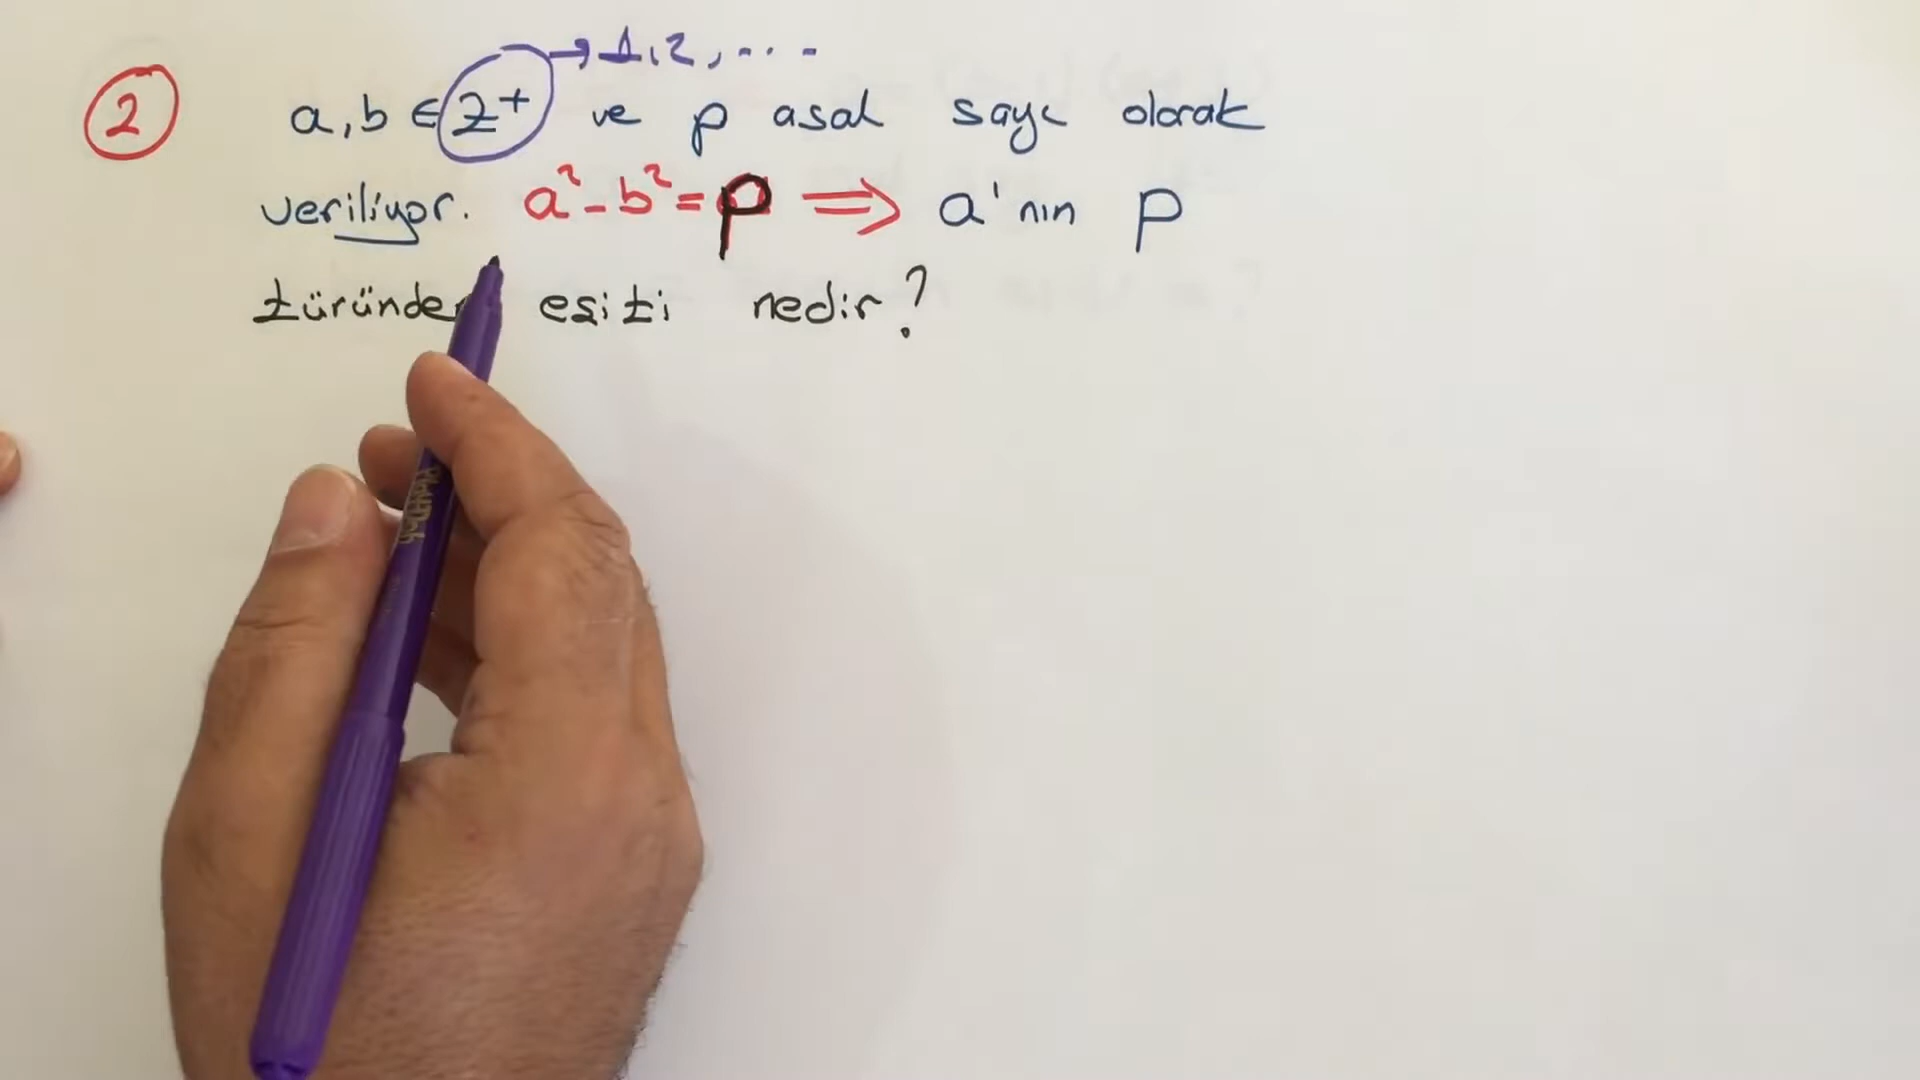 → 1, 2, ...
2 a, b ∈ Z⁺ ve p asal sayı olarak
veriliyor. a² - b² = p ⇒ a'nın p
türünden eşiti nedir?